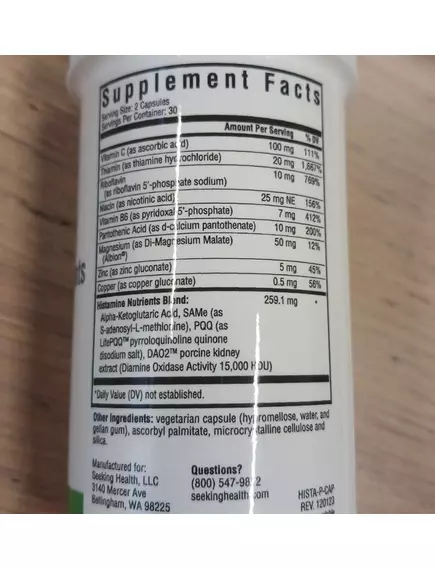 Supplement Facts
Serving Size: 2 Capsules
Servings Per Container: 30
Amount Per Serving % DV
Vitamin C (as ascorbic acid) 100 mg 111%
Thiamin (as thiamine hydrochloride) 20 mg 1,667%
Riboflavin 10 mg 769%
(as riboflavin 5'-phosphate sodium)
Niacin (as nicotinic acid) 25 mg NE 156%
Vitamin B6 (as pyridoxal 5'-phosphate) 7 mg 412%
Pantothenic Acid (as d-calcium pantothenate) 10 mg 200%
Magnesium (as Di-Magnesium Malate) 50 mg 12%
(Albion®)
Zinc (as zinc gluconate) 5 mg 45%
Copper (as copper gluconate) 0.5 mg 56%
Histamine Nutrients Blend: 259.1 mg *
Alpha-Ketoglutaric Acid, SAMe (as
S-adenosyl-L-methionine), PQQ (as
LifePQQ™ pyrroloquinoline quinone
disodium salt), DAO2™ porcine kidney
extract (Diamine Oxidase Activity 15,000 HDU)
*Daily Value (DV) not established.
Other Ingredients: vegetarian capsule (hypromellose, water, and
gellan gum), ascorbyl palmitate, microcrystalline cellulose and
silica.
Manufactured for:
Seeking Health, LLC
3140 Mercer Ave
Bellingham, WA 98225
Questions?
(800) 547-9822
seekinghealth.com
HISTA-P-CAP
REV. 120123